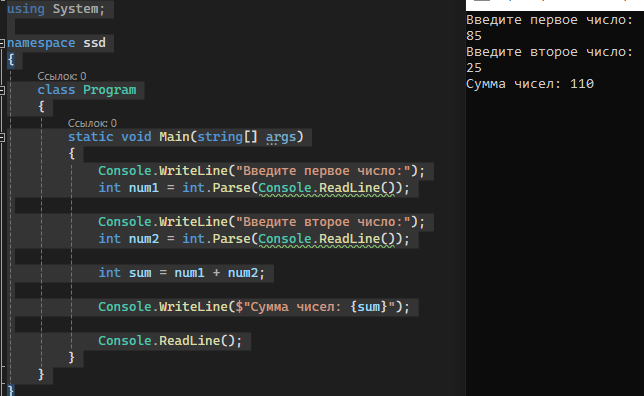 using System;
namespace ssd
{
Ссылок: 0
class Program
{
Ссылок: 0
static void Main(string[] args)
{
Console.WriteLine("Введите первое число:");
int num1 = int.Parse(Console.ReadLine());
Console.WriteLine("Введите второе число:");
int num2 = int.Parse(Console.ReadLine());
int sum = num1 + num2;
Console.WriteLine($"Сумма чисел: {sum}");
Console.ReadLine();
}
}
}
Введите первое число:
85
Введите второе число:
25
Сумма чисел: 110